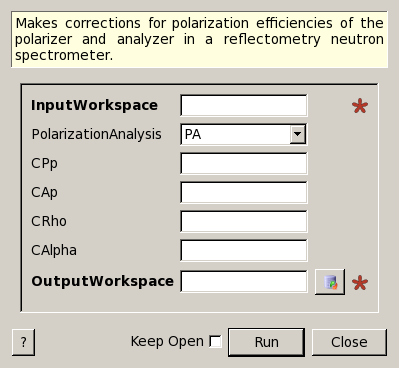 Makes corrections for polarization efficiencies of the
polarizer and analyzer in a reflectometry neutron
spectrometer.
InputWorkspace
PolarizationAnalysis PA
CPp
CAp
CRho
CAlpha
OutputWorkspace
? Keep Open Run Close